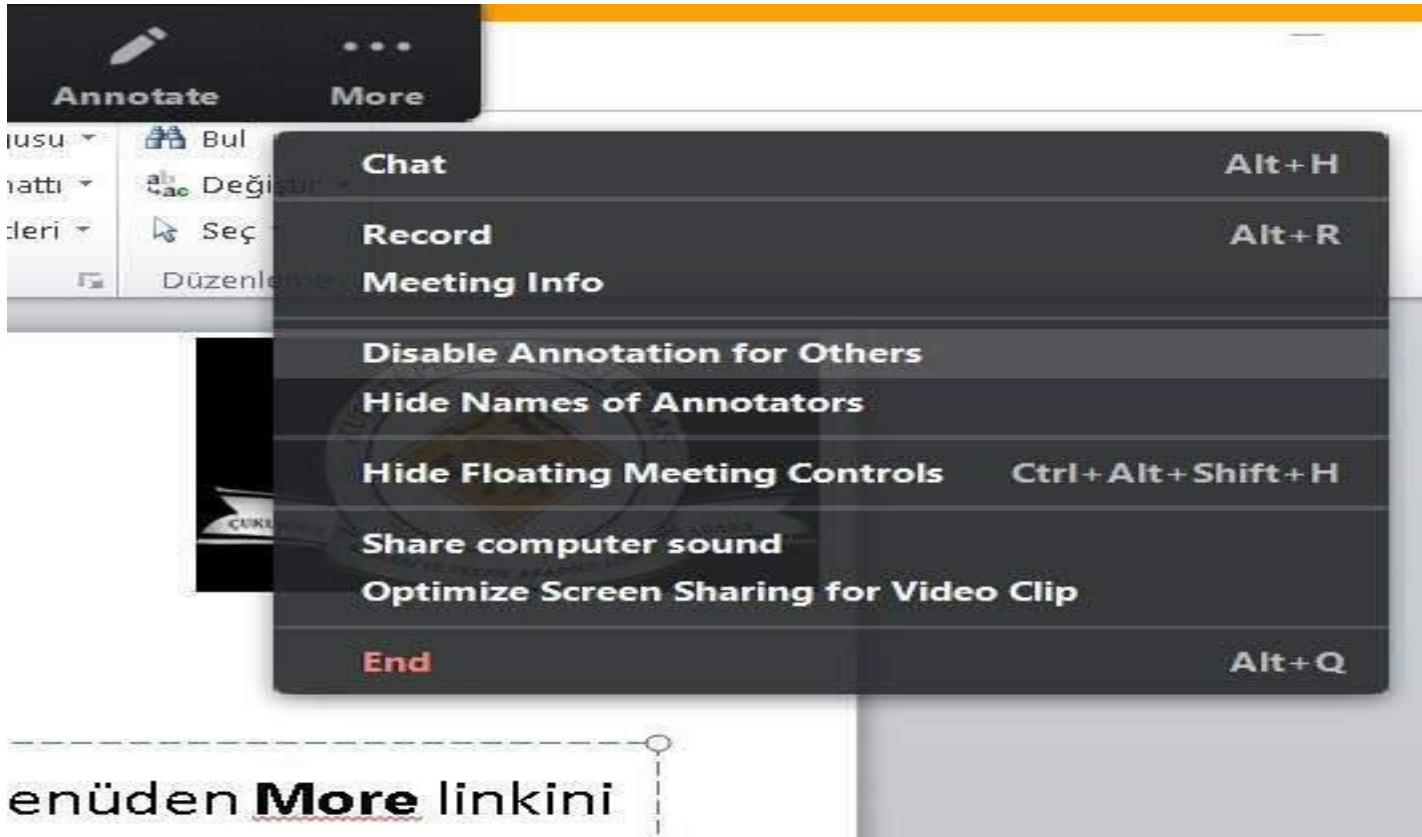 Annotate More
Bul
Değiştir
Seç
Chat Alt+H
Record Alt+R
Meeting Info
Disable Annotation for Others
Hide Names of Annotators
Hide Floating Meeting Controls Ctrl+Alt+Shift+H
Share computer sound
Optimize Screen Sharing for Video Clip
End Alt+Q
enüden More linkini